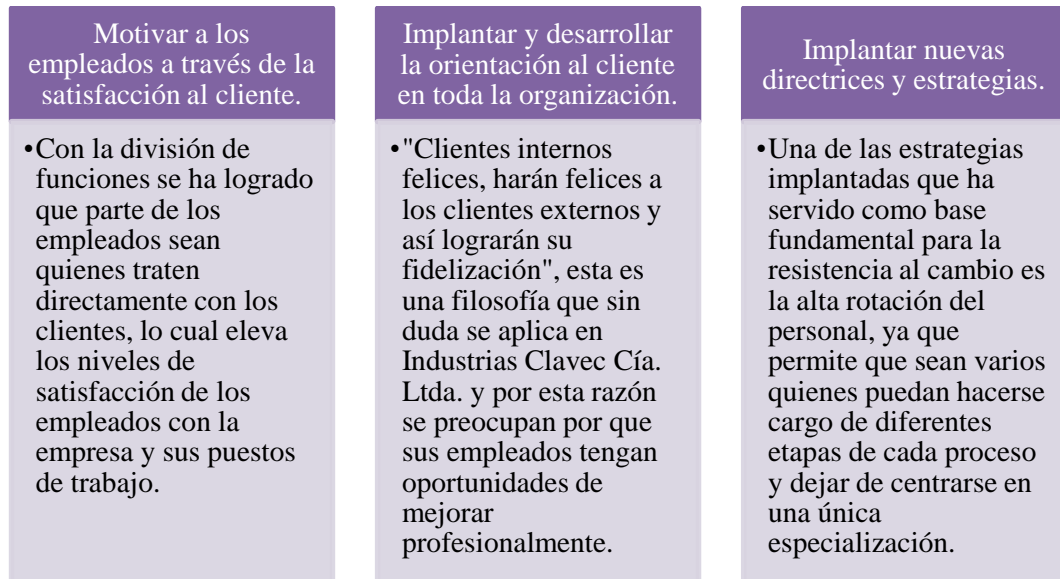 Motivar a los
empleados a través de la
satisfacción al cliente.
•Con la división de
funciones se ha logrado
que parte de los
empleados sean
quienes traten
directamente con los
clientes, lo cual eleva
los niveles de
satisfacción de los
empleados con la
empresa y sus puestos
de trabajo.
Implantar y desarrollar
la orientación al cliente
en toda la organización.
•"Clientes internos
felices, harán felices a
los clientes externos y
así lograrán su
fidelización", esta es
una filosofía que sin
duda se aplica en
Industrias Clavec Cía.
Ltda. y por esta razón
se preocupan por que
sus empleados tengan
oportunidades de
mejorar
profesionalmente.
Implantar nuevas
directrices y estrategias.
•Una de las estrategias
implantadas que ha
servido como base
fundamental para la
resistencia al cambio es
la alta rotación del
personal, ya que
permite que sean varios
quienes puedan hacerse
cargo de diferentes
etapas de cada proceso
y dejar de centrarse en
una única
especialización.